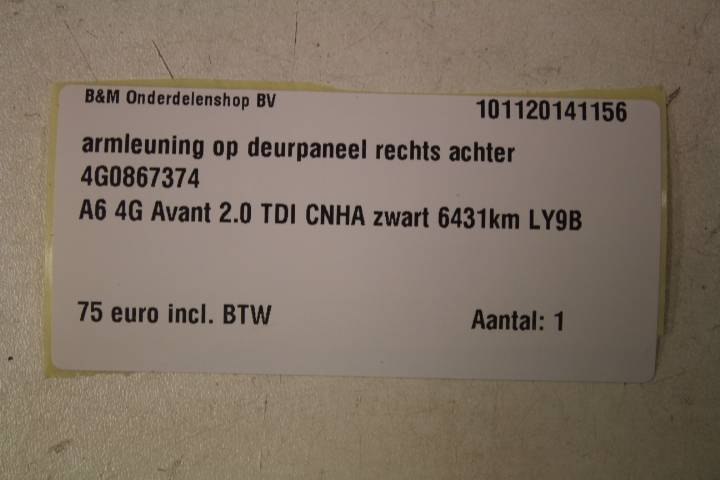 B&M Onderdelenshop BV 101120141156
armleuning op deurpaneel rechts achter
4G0867374
A6 4G Avant 2.0 TDI CNHA zwart 6431km LY9B
75 euro incl. BTW Aantal: 1